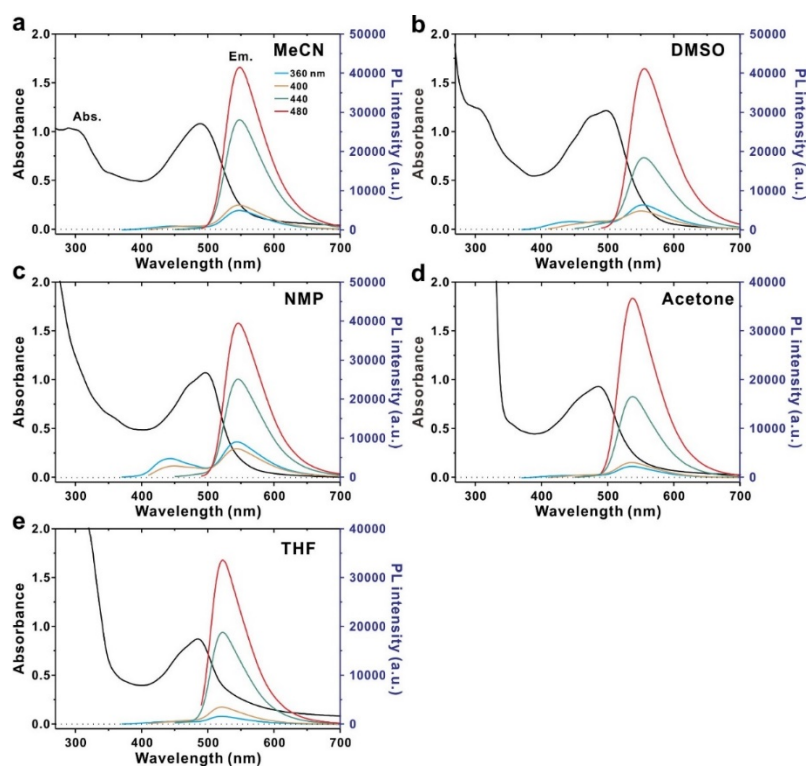 a
MeCN
Em.
Abs.
360 nm
400
440
480
2.0
1.5
1.0
0.5
0.0
Absorbance
50000
40000
30000
20000
10000
0
PL intensity (a.u.)
300 400 500 600 700
Wavelength (nm)
b
DMSO
2.0
1.5
1.0
0.5
0.0
Absorbance
50000
40000
30000
20000
10000
0
PL intensity (a.u.)
300 400 500 600 700
Wavelength (nm)
c
NMP
2.0
1.5
1.0
0.5
0.0
Absorbance
50000
40000
30000
20000
10000
0
PL intensity (a.u.)
300 400 500 600 700
Wavelength (nm)
d
Acetone
2.0
1.5
1.0
0.5
0.0
Absorbance
40000
30000
20000
10000
0
PL intensity (a.u.)
300 400 500 600 700
Wavelength (nm)
e
THF
2.0
1.5
1.0
0.5
0.0
Absorbance
40000
30000
20000
10000
0
PL intensity (a.u.)
300 400 500 600 700
Wavelength (nm)